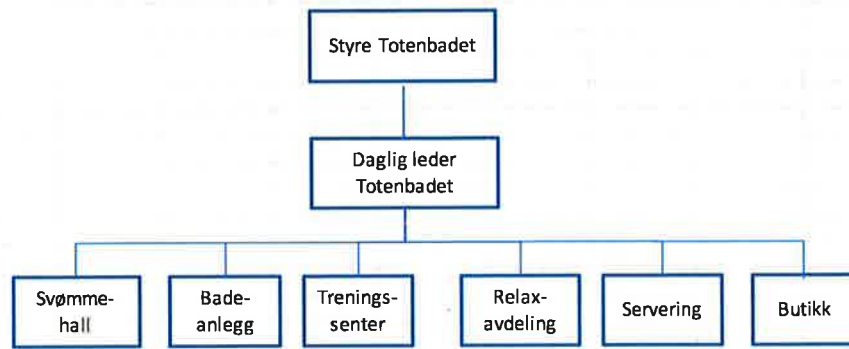 Styre Totenbadet
Daglig leder
Totenbadet
Svømme-
hall
Bade-
anlegg
Trenings-
senter
Relax-
avdeling
Servering
Butikk